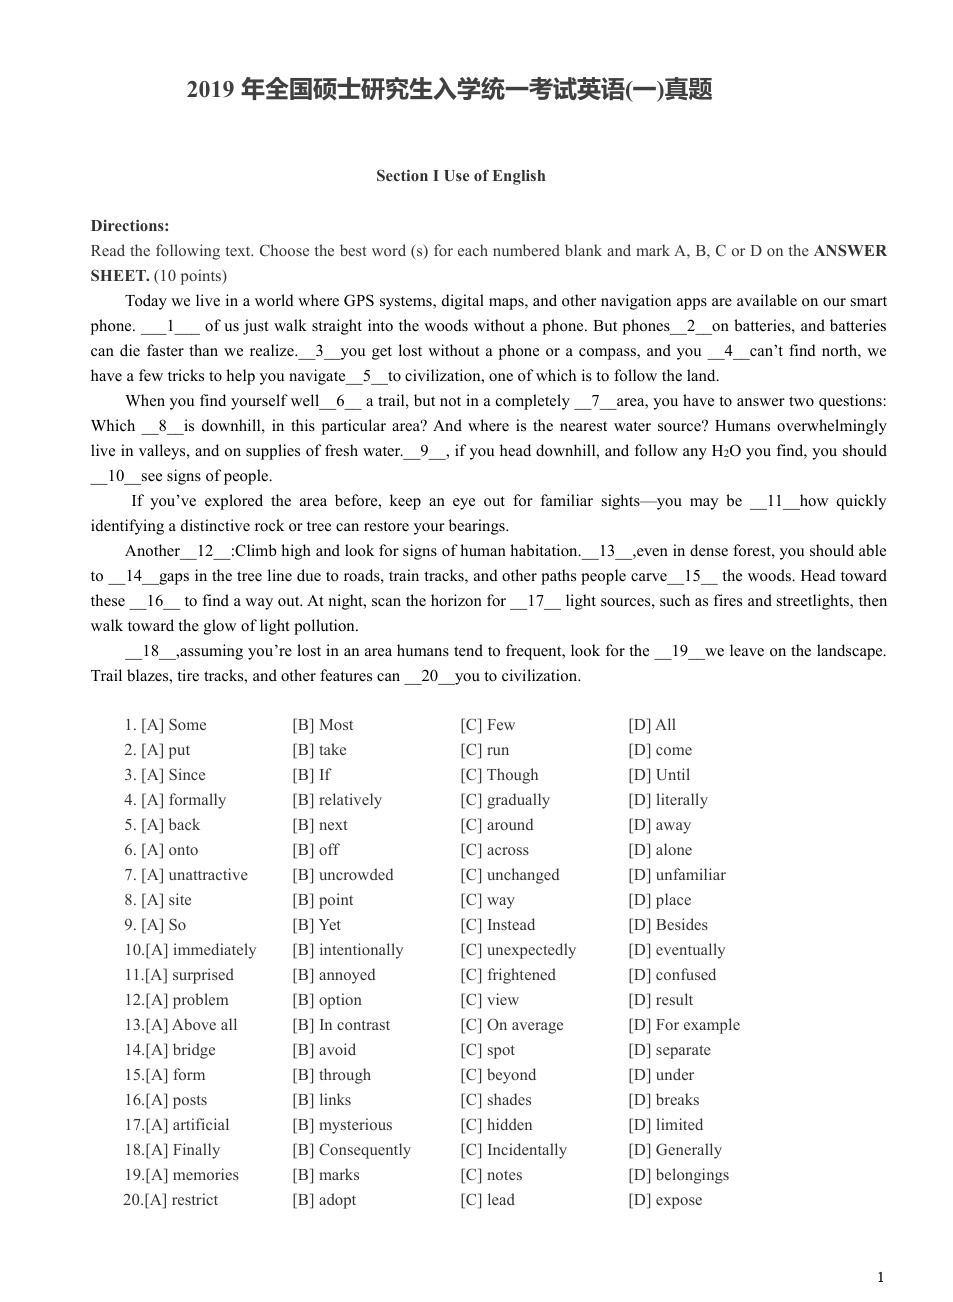 2019 年全国硕士研究生入学统一考试英语(一)真题
Section I Use of English
Directions:
Read the following text. Choose the best word (s) for each numbered blank and mark A, B, C or D on the ANSWER
SHEET. (10 points)
Today we live in a world where GPS systems, digital maps, and other navigation apps are available on our smart
phone. ___1___ of us just walk straight into the woods without a phone. But phones__2__on batteries, and batteries
can die faster than we realize.__3__you get lost without a phone or a compass, and you __4__can't find north, we
have a few tricks to help you navigate__5__to civilization, one of which is to follow the land.
When you find yourself well__6__ a trail, but not in a completely __7__area, you have to answer two questions:
Which __8__is downhill, in this particular area? And where is the nearest water source? Humans overwhelmingly
live in valleys, and on supplies of fresh water.__9__, if you head downhill, and follow any H₂O you find, you should
__10__see signs of people.
If you've explored the area before, keep an eye out for familiar sights—you may be __11__how quickly
identifying a distinctive rock or tree can restore your bearings.
Another__12__:Climb high and look for signs of human habitation.__13__,even in dense forest, you should able
to __14__gaps in the tree line due to roads, train tracks, and other paths people carve__15__ the woods. Head toward
these __16__ to find a way out. At night, scan the horizon for __17__ light sources, such as fires and streetlights, then
walk toward the glow of light pollution.
__18__,assuming you're lost in an area humans tend to frequent, look for the __19__we leave on the landscape.
Trail blazes, tire tracks, and other features can __20__you to civilization.
1. [A] Some [B] Most [C] Few [D] All
2. [A] put [B] take [C] run [D] come
3. [A] Since [B] If [C] Though [D] Until
4. [A] formally [B] relatively [C] gradually [D] literally
5. [A] back [B] next [C] around [D] away
6. [A] onto [B] off [C] across [D] alone
7. [A] unattractive [B] uncrowded [C] unchanged [D] unfamiliar
8. [A] site [B] point [C] way [D] place
9. [A] So [B] Yet [C] Instead [D] Besides
10.[A] immediately [B] intentionally [C] unexpectedly [D] eventually
11.[A] surprised [B] annoyed [C] frightened [D] confused
12.[A] problem [B] option [C] view [D] result
13.[A] Above all [B] In contrast [C] On average [D] For example
14.[A] bridge [B] avoid [C] spot [D] separate
15.[A] form [B] through [C] beyond [D] under
16.[A] posts [B] links [C] shades [D] breaks
17.[A] artificial [B] mysterious [C] hidden [D] limited
18.[A] Finally [B] Consequently [C] Incidentally [D] Generally
19.[A] memories [B] marks [C] notes [D] belongings
20.[A] restrict [B] adopt [C] lead [D] expose
1